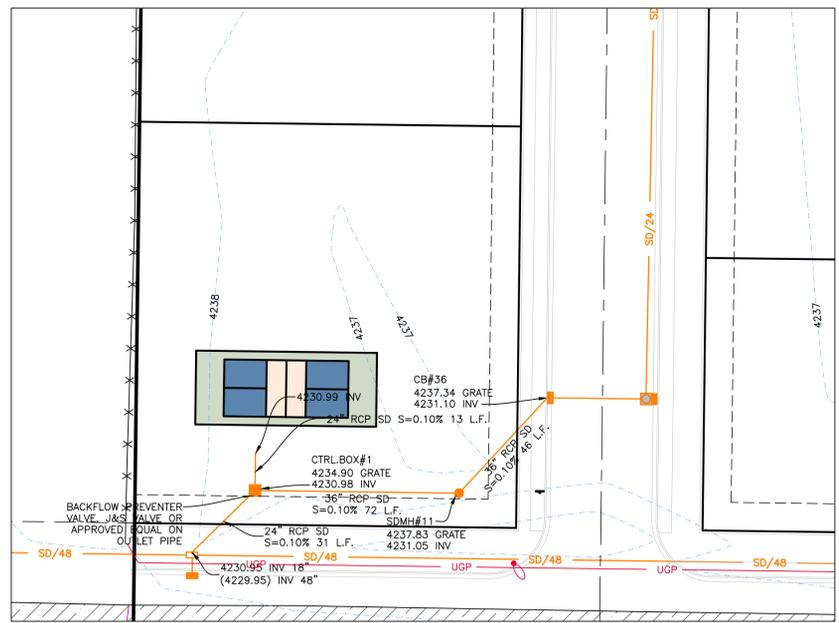 SD
SD/24
4238
4237
4237
4237
CB#36
4237.34 GRATE
4231.10 INV
4230.99 INV
24" RCP SD S=0.10% 13 L.F.
36" RCP SD
S=0.10% 46 L.F.
CTRL.BOX#1
4234.90 GRATE
4230.98 INV
36" RCP SD
S=0.10% 72 L.F.
BACKFLOW PREVENTER
VALVE, J&S VALVE OR
APPROVED EQUAL ON
OUTLET PIPE
SDMH#11
4237.83 GRATE
4231.05 INV
24" RCP SD
S=0.10% 31 L.F.
SD/48
SD/48
SD/48
SD/48
UGP
UGP
UGP
4230.95 INV 18"
(4229.95) INV 48"